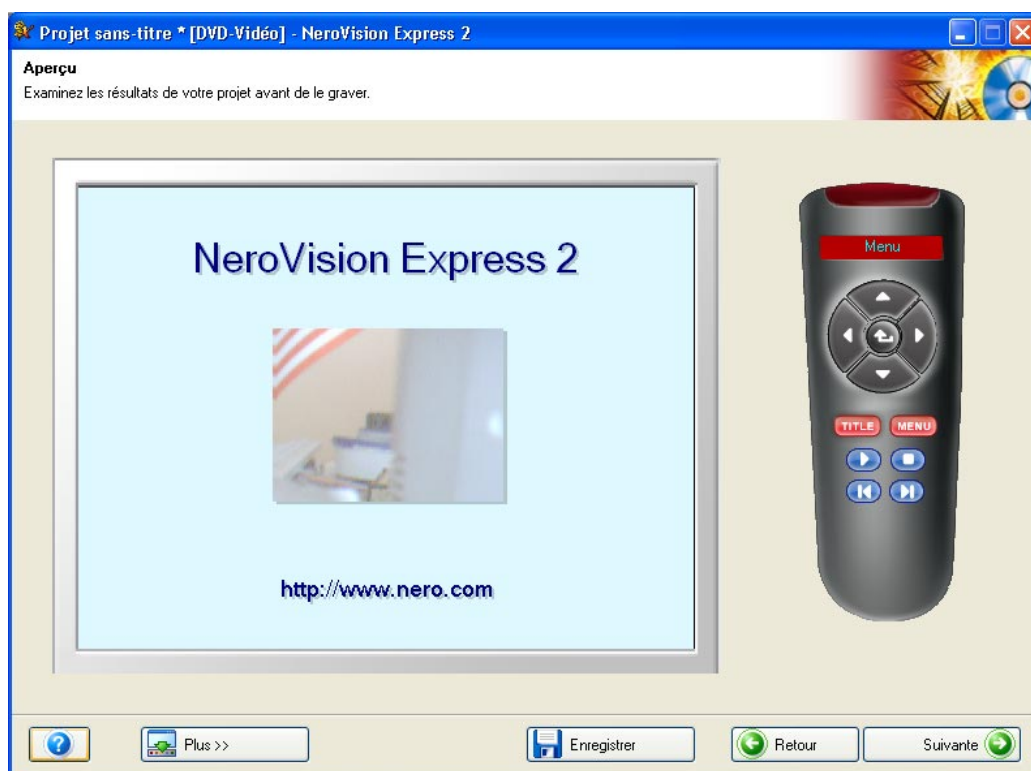 Projet sans-titre * [DVD-Vidéo] - NeroVision Express 2
Aperçu
Examinez les résultats de votre projet avant de le graver.
NeroVision Express 2
http://www.nero.com
Menu
TITLE MENU
Plus >>
Enregistrer
Retour
Suivante